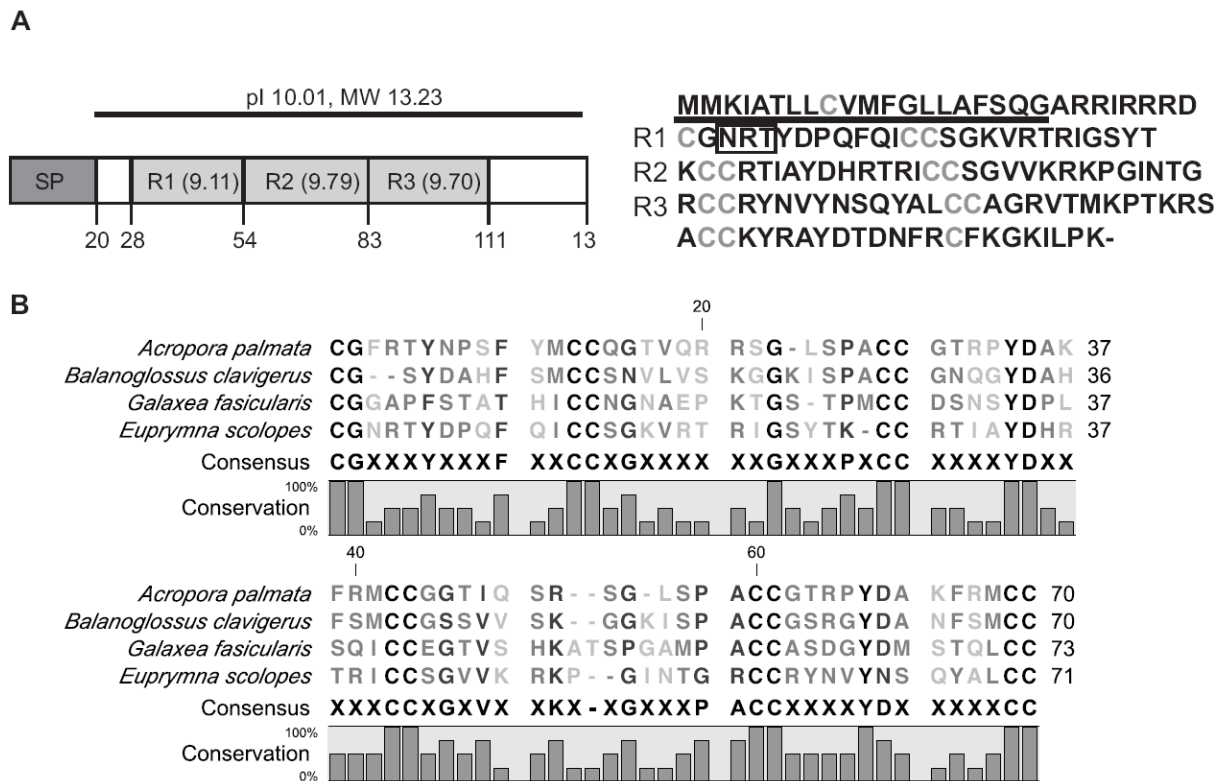 A
pI 10.01, MW 13.23
SP R1 (9.11) R2 (9.79) R3 (9.70)
20 28 54 83 111 13
MMKIATLLCVMFGLLAFSQGARRIRRRD
R1 CGNRTYDPQFQICCSGKVRTRIGSYT
R2 KCCRTIAYDHRTRICCSGVVKRKPGINTG
R3 RCCRYNVYNSQYALCCAGRVTMKPTKRS
ACCKYRAYDTDNFRCFKGKILPK-
B
20
Acropora palmata CGFRTYNPSF YMCCQGTVQR RSG-LSPACC GTRPYDAK 37
Balanoglossus clavigerus CG--SYDAHF SMCCSNVLVS KGGKISPACC GNQGYDAH 36
Galaxea fasicularis CGGAPFSTAT HICCNGNAEP KTGS-TPMCC DSNSYDPL 37
Euprymna scolopes CGNRTYDPQF QICCSGKVRT RIGSYTK-CC RTIAYDHR 37
Consensus CGXXXYXXXF XXCCXGXXXX XXGXXXPXCC XXXXYDXX
100%
Conservation
0%
40 60
Acropora palmata FRMCCGGTIQ SR--SG-LSP ACCGTRPYDA KFRMCC 70
Balanoglossus clavigerus FSMCCGSSVV SK--GGKISP ACCGSRGYDA NFSMCC 70
Galaxea fasicularis SQICCEGTVS HKATSPGAMP ACCASDGYDM STQLCC 73
Euprymna scolopes TRICCSGVVK RKP--GINTG RCCRYNVYNS QYALCC 71
Consensus XXXCCXGXVX XKX-XGXXXP ACCXXXXYDX XXXXCC
100%
Conservation
0%